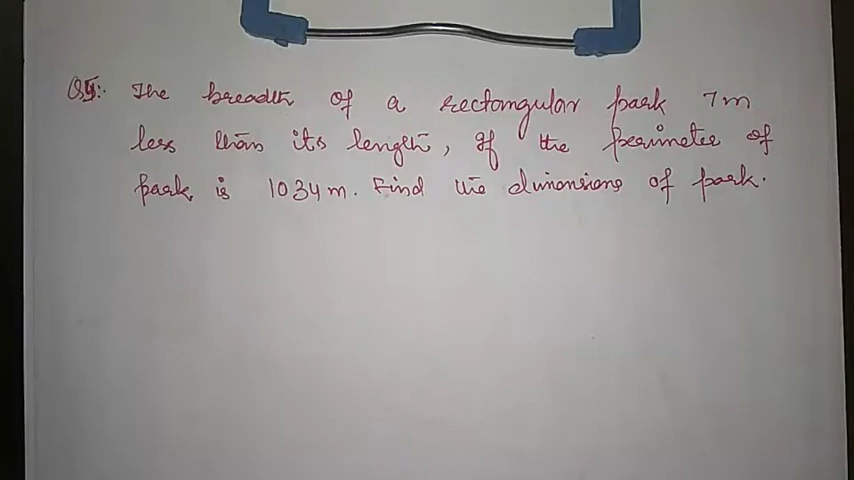 Q5:- The breadth of a rectangular park 7m
less than its length, If the perimeter of
park is 1034m. Find the dimensions of park.